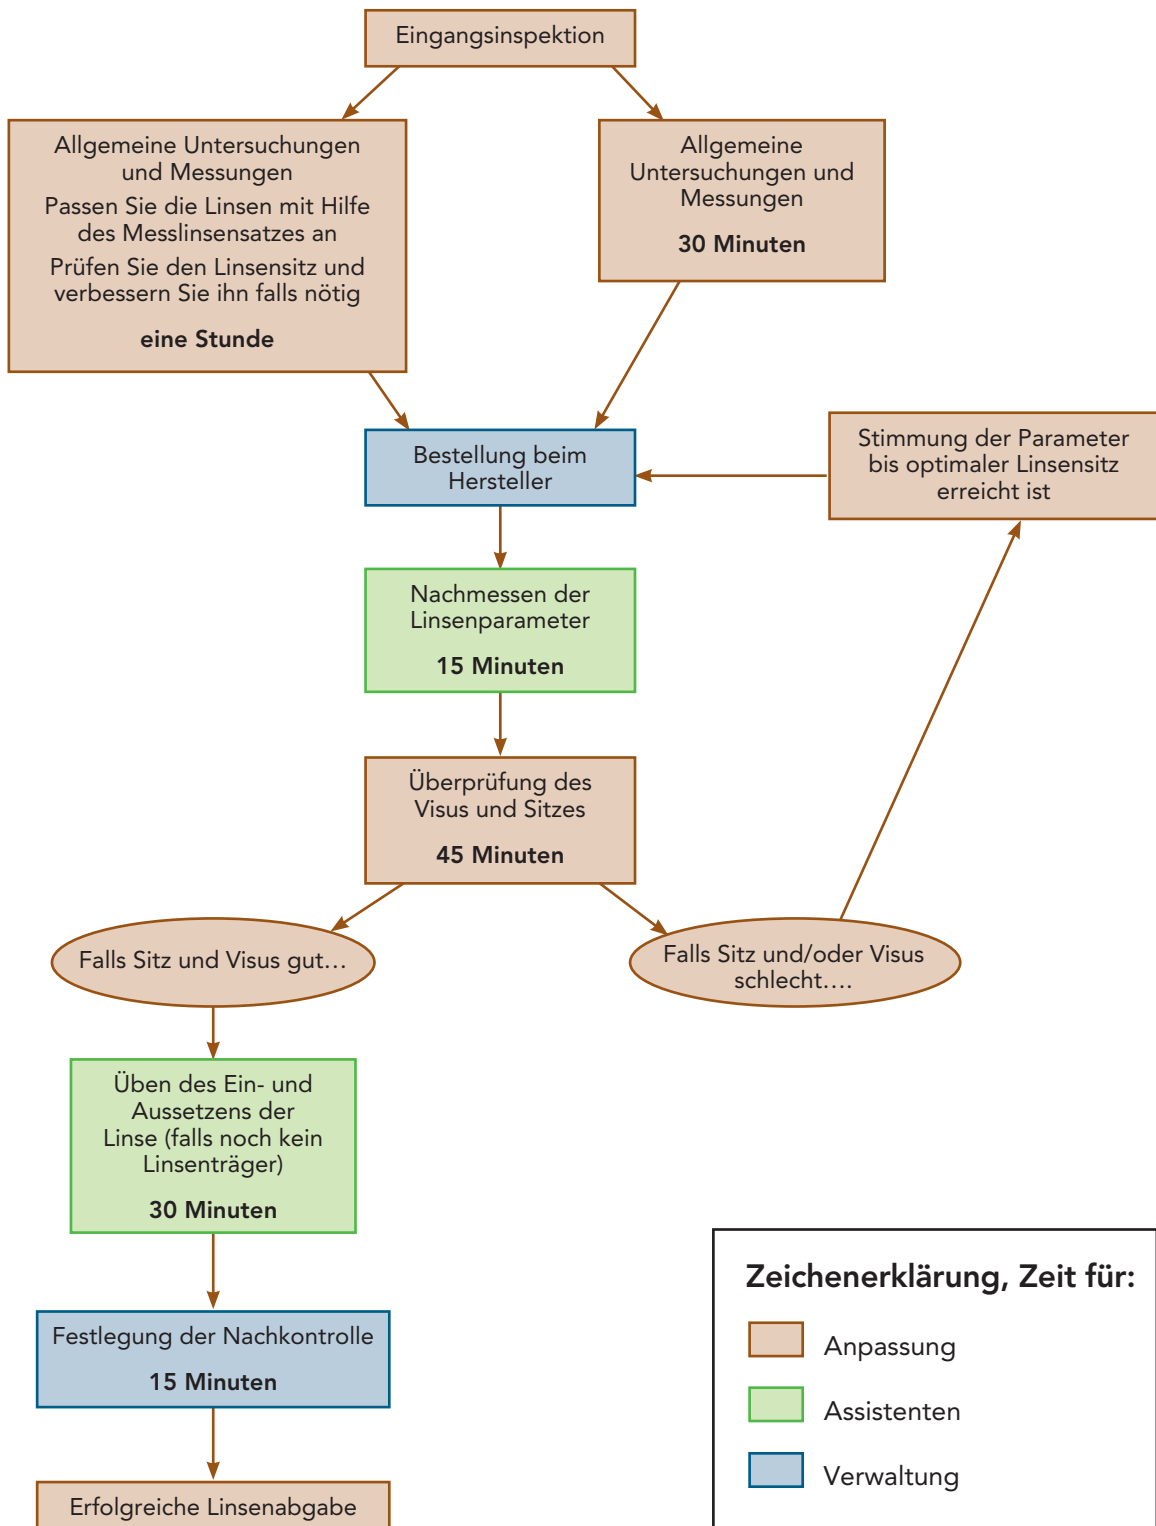 Eingangsinspektion
Allgemeine Untersuchungen
und Messungen
Passen Sie die Linsen mit Hilfe
des Messlinsensatzes an
Prüfen Sie den Linsensitz und
verbessern Sie ihn falls nötig
eine Stunde
Allgemeine
Untersuchungen und
Messungen
30 Minuten
Bestellung beim
Hersteller
Stimmung der Parameter
bis optimaler Linsensitz
erreicht ist
Nachmessen der
Linsenparameter
15 Minuten
Überprüfung des
Visus und Sitzes
45 Minuten
Falls Sitz und Visus gut…
Falls Sitz und/oder Visus
schlecht….
Üben des Ein- und
Aussetzens der
Linse (falls noch kein
Linsenträger)
30 Minuten
Festlegung der Nachkontrolle
15 Minuten
Erfolgreiche Linsenabgabe
Zeichenerklärung, Zeit für:
Anpassung
Assistenten
Verwaltung